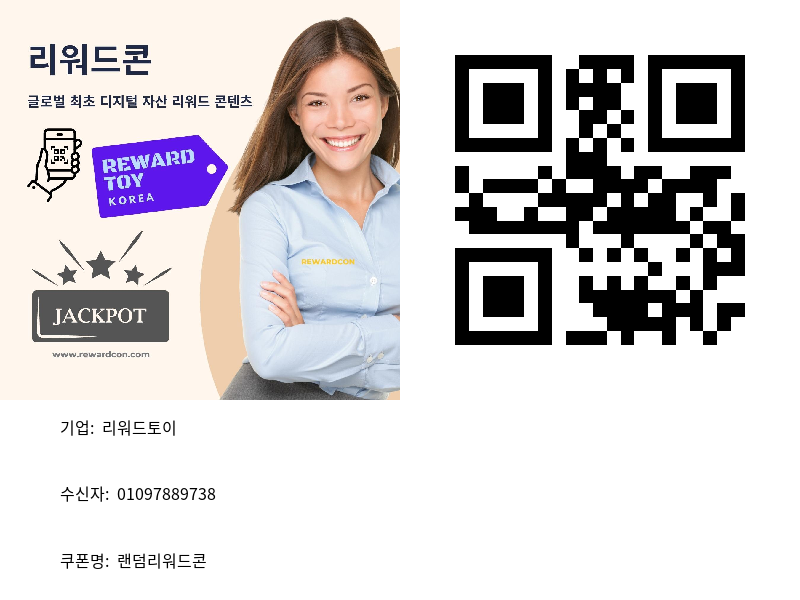 리워드콘
글로벌 최초 디지털 자산 리워드 콘텐츠
REWARD
TOY
KOREA
REWARDCON
JACKPOT
www.rewardcon.com
기업: 리워드토이
수신자: 01097889738
쿠폰명: 랜덤리워드콘